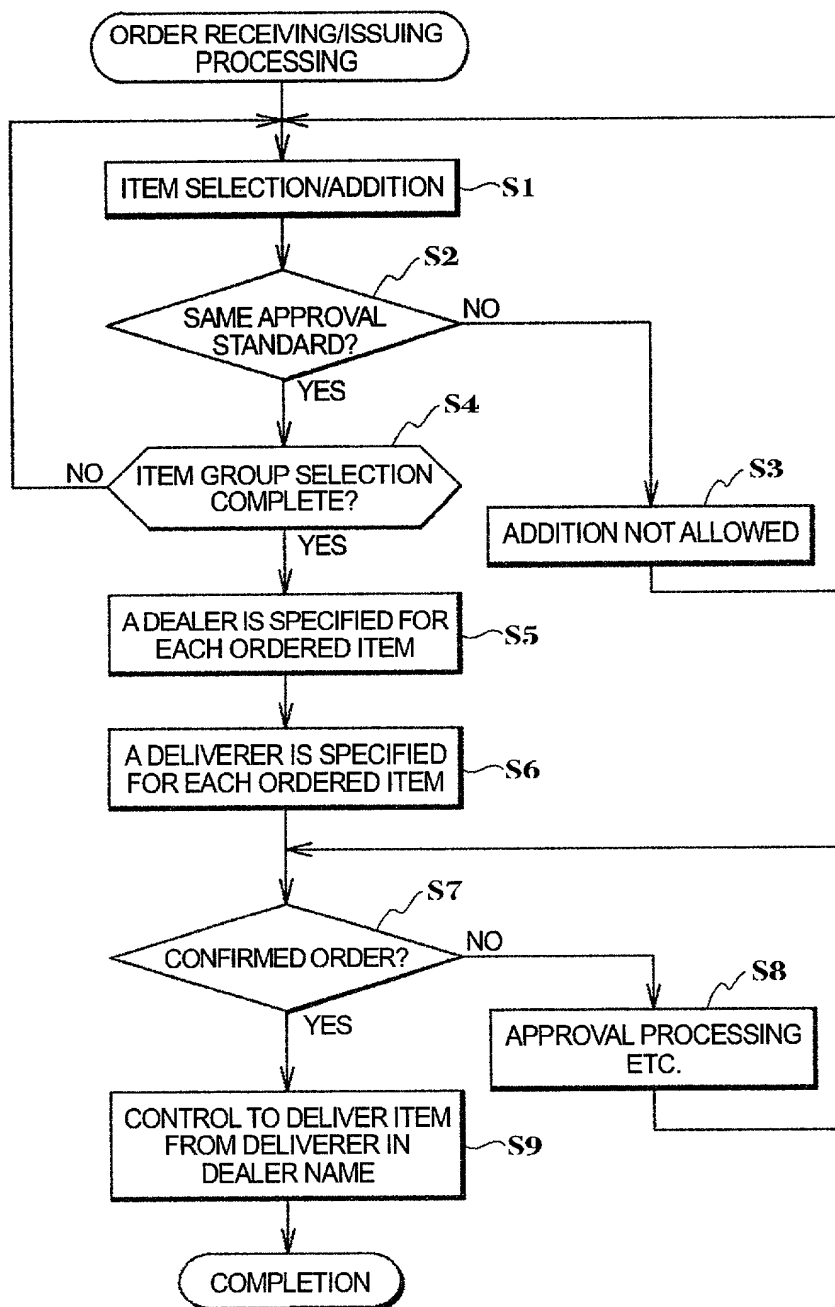 ORDER RECEIVING/ISSUING
PROCESSING
ITEM SELECTION/ADDITION
S1
S2
SAME APPROVAL
STANDARD?
NO
YES
S4
NO
ITEM GROUP SELECTION
COMPLETE?
YES
S3
ADDITION NOT ALLOWED
A DEALER IS SPECIFIED FOR
EACH ORDERED ITEM
S5
A DELIVERER IS SPECIFIED
FOR EACH ORDERED ITEM
S6
S7
CONFIRMED ORDER?
NO
YES
S8
APPROVAL PROCESSING
ETC.
CONTROL TO DELIVER ITEM
FROM DELIVERER IN
DEALER NAME
S9
COMPLETION